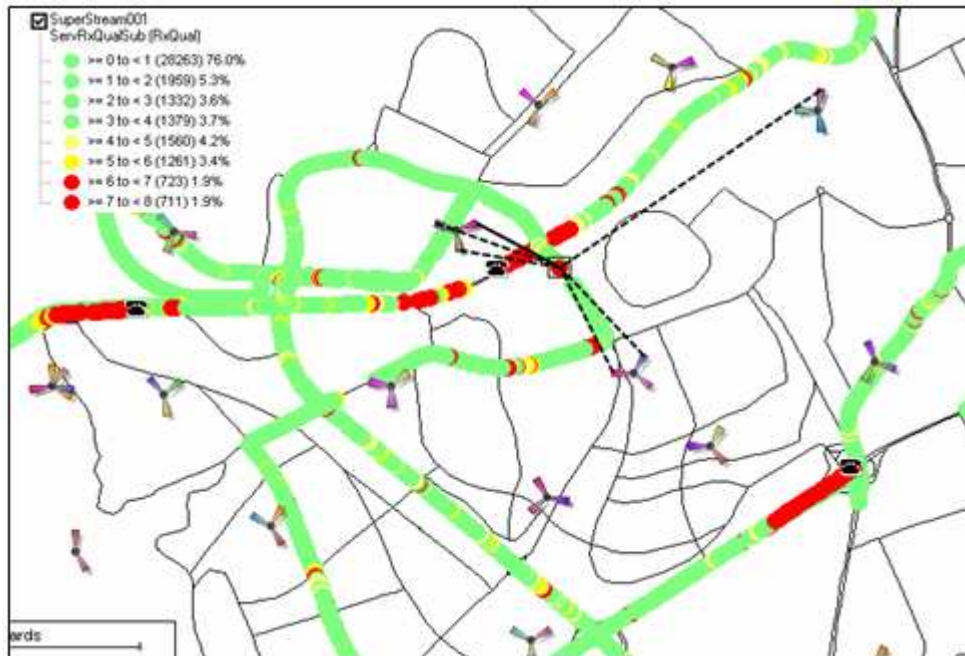 SuperStream001
ServRxQualSub (RxQual)
>= 0 to < 1 (28263) 76.0%
>= 1 to < 2 (1959) 5.3%
>= 2 to < 3 (1332) 3.6%
>= 3 to < 4 (1379) 3.7%
>= 4 to < 5 (1560) 4.2%
>= 5 to < 6 (1261) 3.4%
>= 6 to < 7 (723) 1.9%
>= 7 to < 8 (711) 1.9%
ards